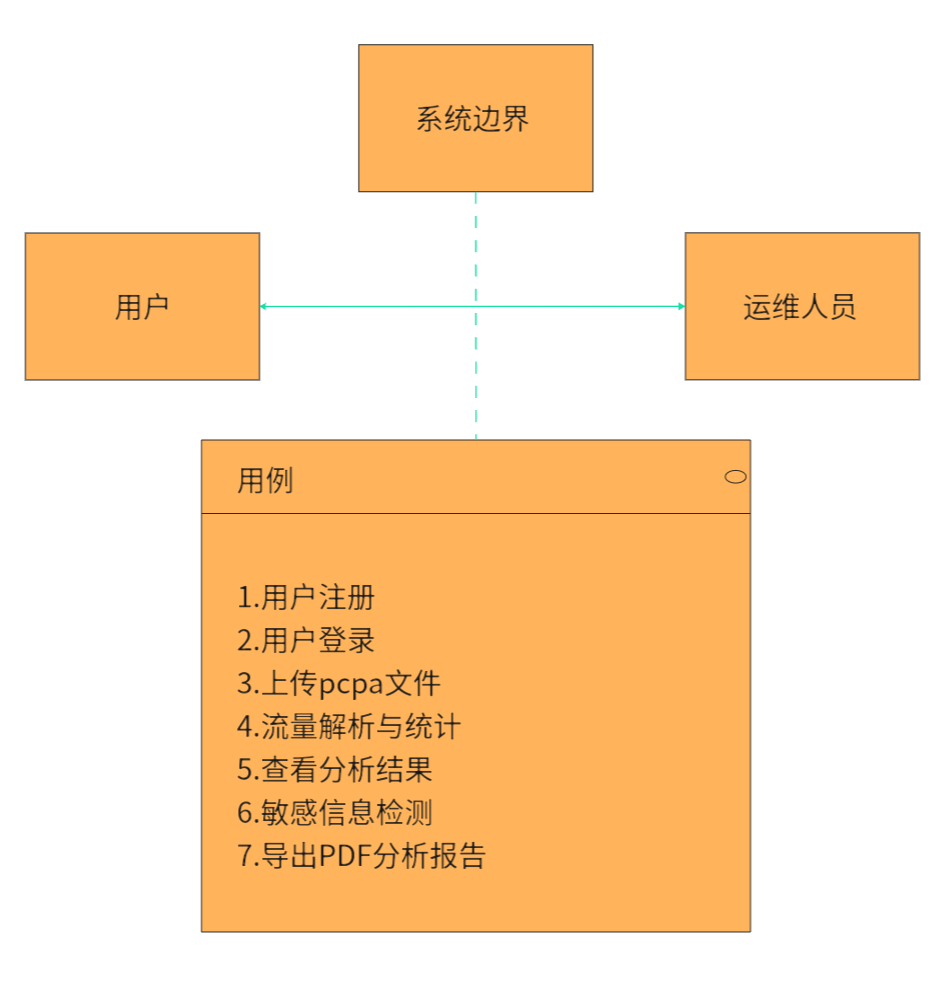 系统边界
用户
运维人员
用例
1.用户注册
2.用户登录
3.上传pcpa文件
4.流量解析与统计
5.查看分析结果
6.敏感信息检测
7.导出PDF分析报告